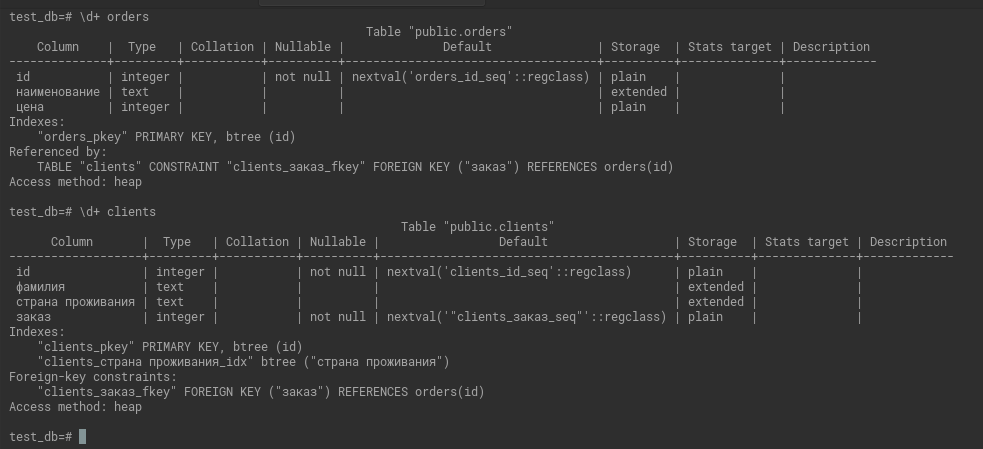 test_db=# \d+ orders
                                                   Table "public.orders"
    Column    |  Type   | Collation | Nullable |              Default               | Storage  | Stats target | Description
--------------+---------+-----------+----------+------------------------------------+----------+--------------+-------------
 id           | integer |           | not null | nextval('orders_id_seq'::regclass) | plain    |              |
 наименование | text    |           |          |                                    | extended |              |
 цена         | integer |           |          |                                    | plain    |              |
Indexes:
    "orders_pkey" PRIMARY KEY, btree (id)
Referenced by:
    TABLE "clients" CONSTRAINT "clients_заказ_fkey" FOREIGN KEY ("заказ") REFERENCES orders(id)
Access method: heap
test_db=# \d+ clients
                                                        Table "public.clients"
      Column       |  Type   | Collation | Nullable |                 Default                  | Storage  | Stats target | Description
-------------------+---------+-----------+----------+------------------------------------------+----------+--------------+-------------
 id                | integer |           | not null | nextval('clients_id_seq'::regclass)      | plain    |              |
 фамилия           | text    |           |          |                                          | extended |              |
 страна проживания | text    |           |          |                                          | extended |              |
 заказ             | integer |           | not null | nextval('"clients_заказ_seq"'::regclass) | plain    |              |
Indexes:
    "clients_pkey" PRIMARY KEY, btree (id)
    "clients_страна проживания_idx" btree ("страна проживания")
Foreign-key constraints:
    "clients_заказ_fkey" FOREIGN KEY ("заказ") REFERENCES orders(id)
Access method: heap
test_db=#